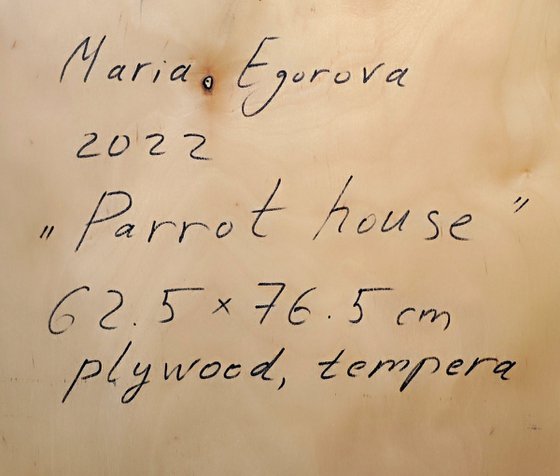 Maria Egorova
2022
„Parrot house”
62.5 × 76.5 cm
plywood, tempera